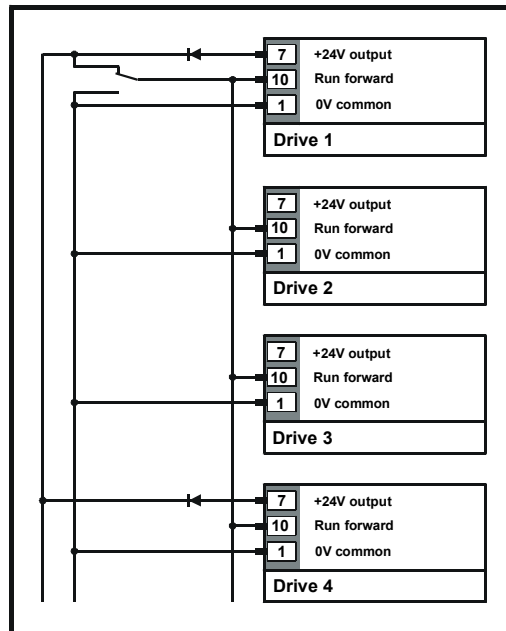 7 +24V output
10 Run forward
1 0V common
Drive 1
7 +24V output
10 Run forward
1 0V common
Drive 2
7 +24V output
10 Run forward
1 0V common
Drive 3
7 +24V output
10 Run forward
1 0V common
Drive 4